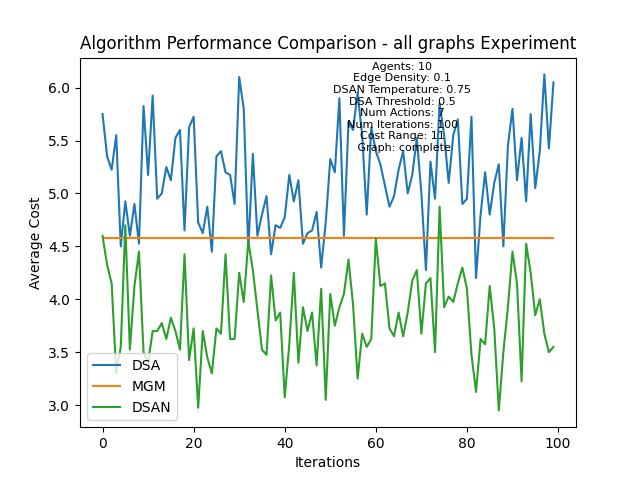 Algorithm Performance Comparison - all graphs Experiment
Agents: 10
Edge Density: 0.1
DSAN Temperature: 0.75
DSA Threshold: 0.5
Num Actions: 7
Num Iterations: 100
Cost Range: 11
Graph: complete
6.0
5.5
5.0
4.5
4.0
3.5
3.0
Average Cost
DSA
MGM
DSAN
0
20
40
60
80
100
Iterations